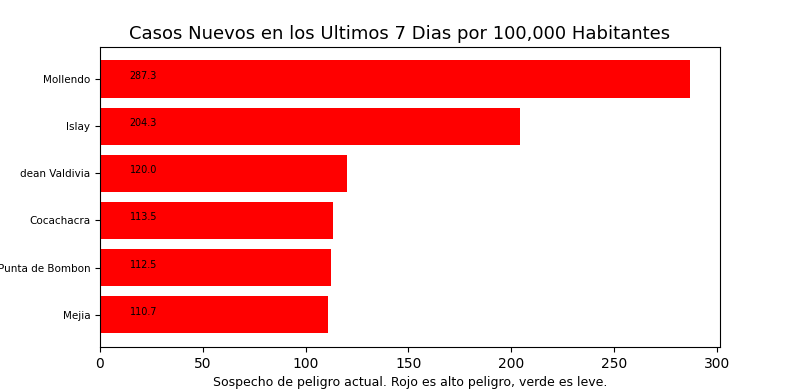 Casos Nuevos en los Ultimos 7 Dias por 100,000 Habitantes
Mollendo
287.3
Islay
204.3
dean Valdivia
120.0
Cocachacra
113.5
Punta de Bombon
112.5
Mejia
110.7
0 50 100 150 200 250 300
Sospecho de peligro actual. Rojo es alto peligro, verde es leve.